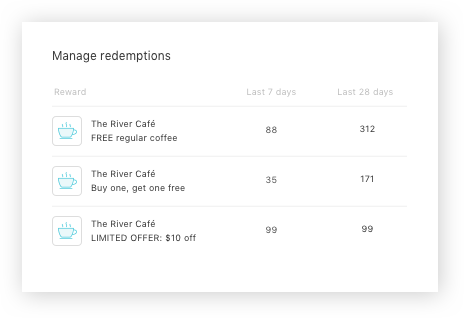 Manage redemptions
Reward Last 7 days Last 28 days
The River Café
FREE regular coffee 88 312
The River Café
Buy one, get one free 35 171
The River Café
LIMITED OFFER: $10 off 99 99